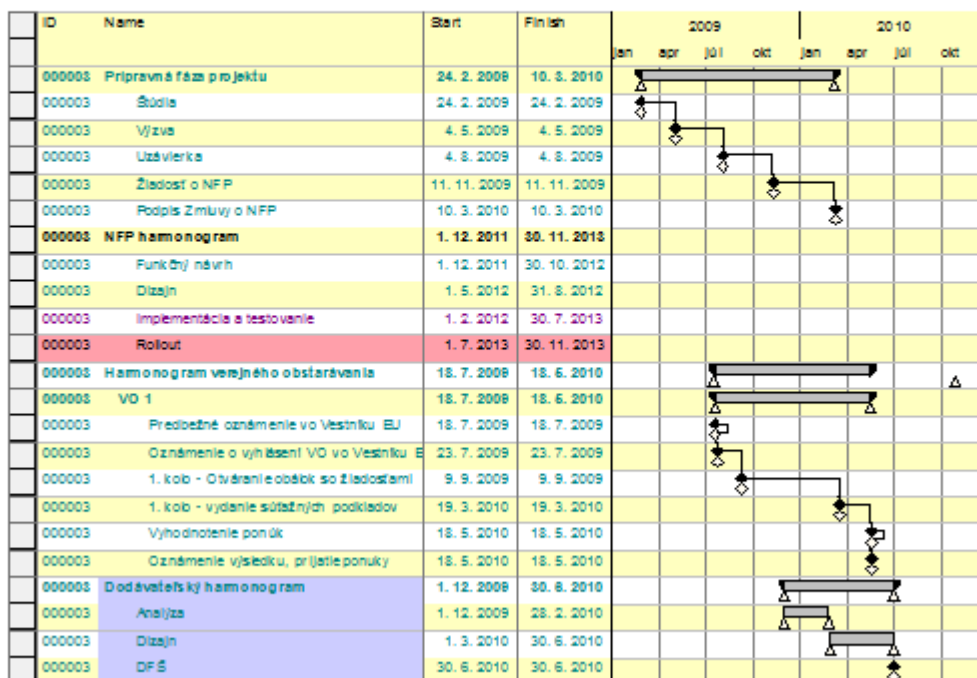 ID Name Start Finish 2009 2010
jan apr júl okt jan apr júl okt
000003 Prípravná fáza projektu 24. 2. 2009 10. 3. 2010
000003 Štúdia 24. 2. 2009 24. 2. 2009
000003 Výzva 4. 5. 2009 4. 5. 2009
000003 Uzávierka 4. 8. 2009 4. 8. 2009
000003 Žiadosť o NFP 11. 11. 2009 11. 11. 2009
000003 Podpis Zmluvy o NFP 10. 3. 2010 10. 3. 2010
000003 NFP harmonogram 1. 12. 2011 30. 11. 2013
000003 Funkčný návrh 1. 12. 2011 30. 10. 2012
000003 Dizajn 1. 5. 2012 31. 8. 2012
000003 Implementácia a testovanie 1. 2. 2012 30. 7. 2013
000003 Rollout 1. 7. 2013 30. 11. 2013
000003 Harmonogram verejného obstarávania 18. 7. 2009 18. 5. 2010
000003 VO 1 18. 7. 2009 18. 5. 2010
000003 Predbežné oznámenie vo Vestníku EU 18. 7. 2009 18. 7. 2009
000003 Oznámenie o vyhlásení VO vo Vestníku E 23. 7. 2009 23. 7. 2009
000003 1. kolo - Otváranie obálok so žiadosťami 9. 9. 2009 9. 9. 2009
000003 1. kolo - vydanie súťažných podkladov 19. 3. 2010 19. 3. 2010
000003 Vyhodnotenie ponúk 18. 5. 2010 18. 5. 2010
000003 Oznámenie výsledku, prijatie ponuky 18. 5. 2010 18. 5. 2010
000003 Dodávateľský harmonogram 1. 12. 2009 30. 6. 2010
000003 Analýza 1. 12. 2009 28. 2. 2010
000003 Dizajn 1. 3. 2010 30. 6. 2010
000003 DFŠ 30. 6. 2010 30. 6. 2010